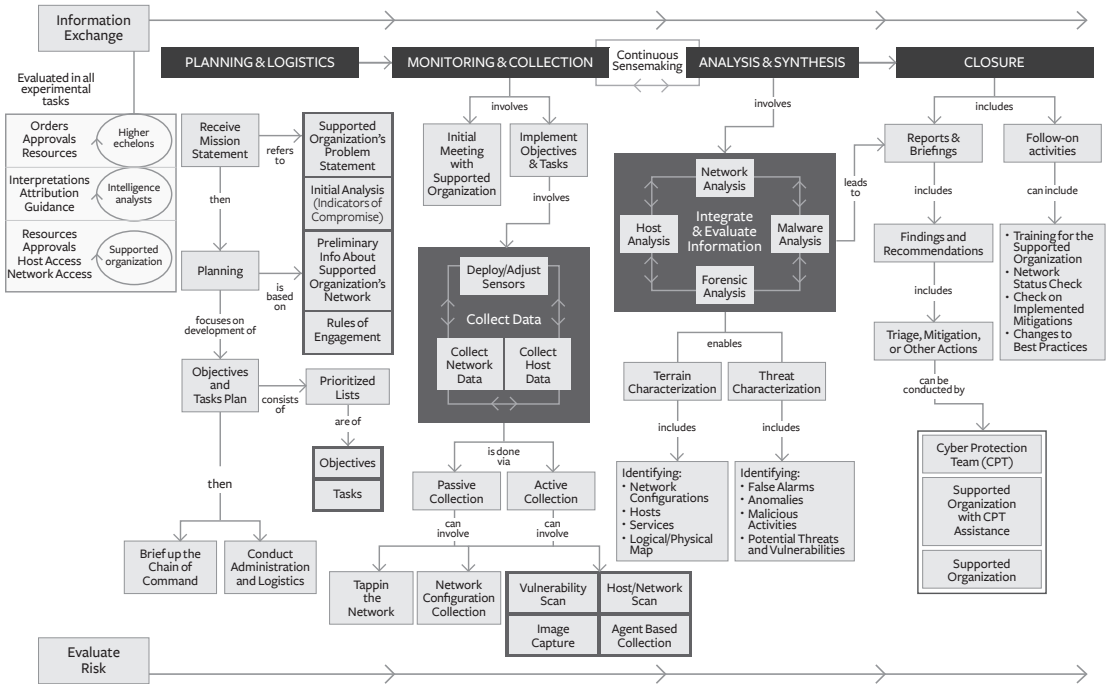 Information
Exchange
PLANNING & LOGISTICS
MONITORING & COLLECTION
Continuous
Sensemaking
ANALYSIS & SYNTHESIS
CLOSURE
Evaluated in all
experimental
tasks
Orders
Approvals
Resources
Higher
echelons
Interpretations
Attribution
Guidance
Intelligence
analysts
Resources
Approvals
Host Access
Network Access
Supported
organization
Receive
Mission
Statement
refers
to
Supported
Organization's
Problem
Statement
Initial Analysis
(Indicators of
Compromise)
Preliminary
Info About
Supported
Organization's
Network
Rules of
Engagement
then
Planning
is
based
on
focuses on
development of
Objectives
and
Tasks Plan
consists
of
Prioritized
Lists
are of
Objectives
Tasks
then
Brief up the
Chain of
Command
Conduct
Administration
and Logistics
involves
Initial
Meeting
with
Supported
Organization
Implement
Objectives
& Tasks
involves
Deploy/Adjust
Sensors
Collect Data
Collect
Network
Data
Collect
Host
Data
is done
via
Passive
Collection
Active
Collection
can
involve
can
involve
Tappin
the
Network
Network
Configuration
Collection
Vulnerability
Scan
Host/Network
Scan
Image
Capture
Agent Based
Collection
involves
Network
Analysis
Host
Analysis
Integrate
& Evaluate
Information
Malware
Analysis
Forensic
Analysis
leads
to
enables
Terrain
Characterization
Threat
Characterization
includes
includes
Identifying:
• Network
Configurations
• Hosts
• Services
• Logical/Physical
Map
Identifying:
• False Alarms
• Anomalies
• Malicious
Activities
• Potential Threats
and Vulnerabilities
includes
Reports &
Briefings
Follow-on
activities
includes
can include
Findings and
Recommendations
• Training for the
Supported
Organization
• Network
Status Check
• Check on
Implemented
Mitigations
• Changes to
Best Practices
includes
Triage, Mitigation,
or Other Actions
can be
conducted by
Cyber Protection
Team (CPT)
Supported
Organization
with CPT
Assistance
Supported
Organization
Evaluate
Risk